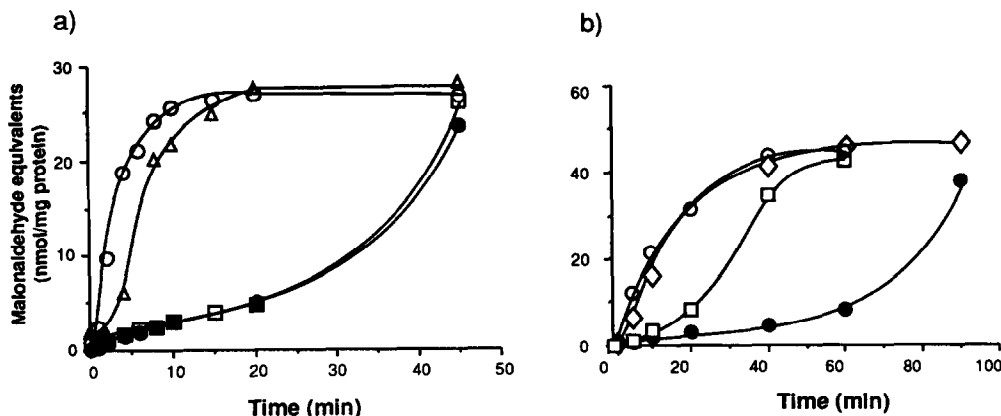 a)
Malonaldehyde equivalents
(nmol/mg protein)
30
20
10
0
0 10 20 30 40 50
Time (min)
b)
60
40
20
0
0 20 40 60 80 100
Time (min)